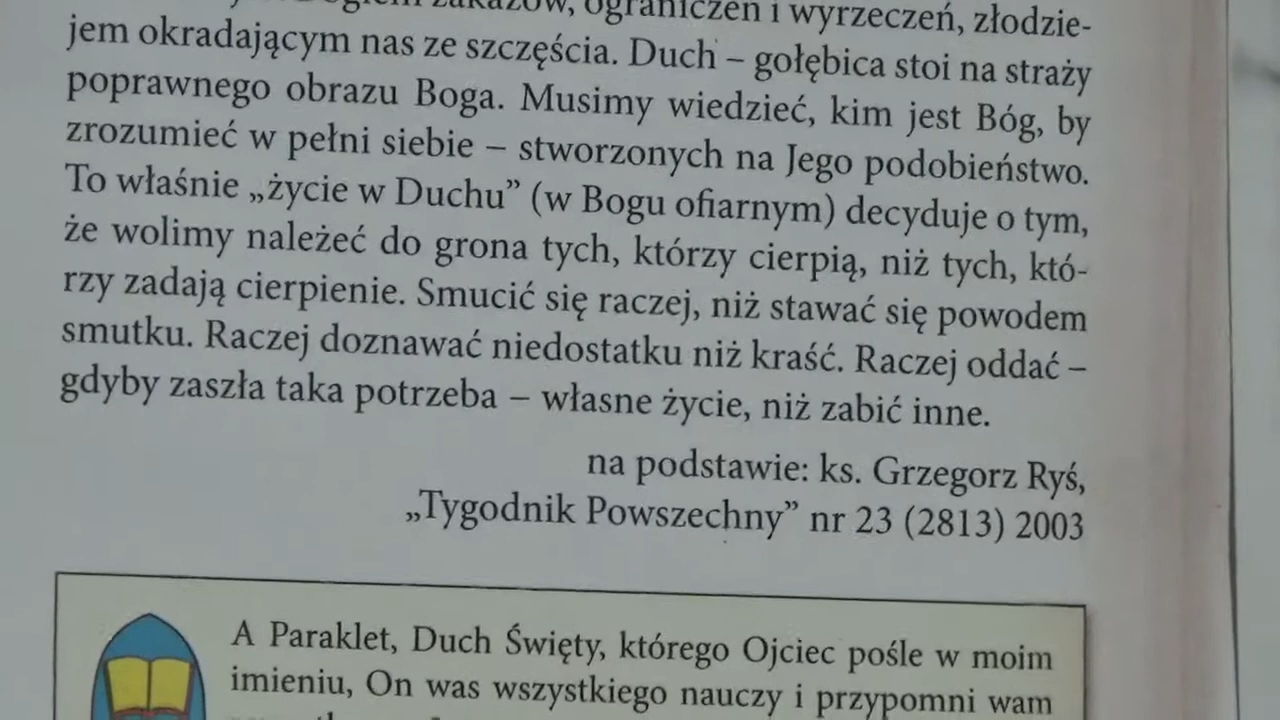 zakazów, ograniczeń i wyrzeczeń, złodzie-
jem okradającym nas ze szczęścia. Duch – gołębica stoi na straży
poprawnego obrazu Boga. Musimy wiedzieć, kim jest Bóg, by
zrozumieć w pełni siebie – stworzonych na Jego podobieństwo.
To właśnie „życie w Duchu” (w Bogu ofiarnym) decyduje o tym,
że wolimy należeć do grona tych, którzy cierpią, niż tych, któ-
rzy zadają cierpienie. Smucić się raczej, niż stawać się powodem
smutku. Raczej doznawać niedostatku niż kraść. Raczej oddać –
gdyby zaszła taka potrzeba – własne życie, niż zabić inne.
na podstawie: ks. Grzegorz Ryś,
„Tygodnik Powszechny” nr 23 (2813) 2003
A Paraklet, Duch Święty, którego Ojciec pośle w moim
imieniu, On was wszystkiego nauczy i przypomni wam